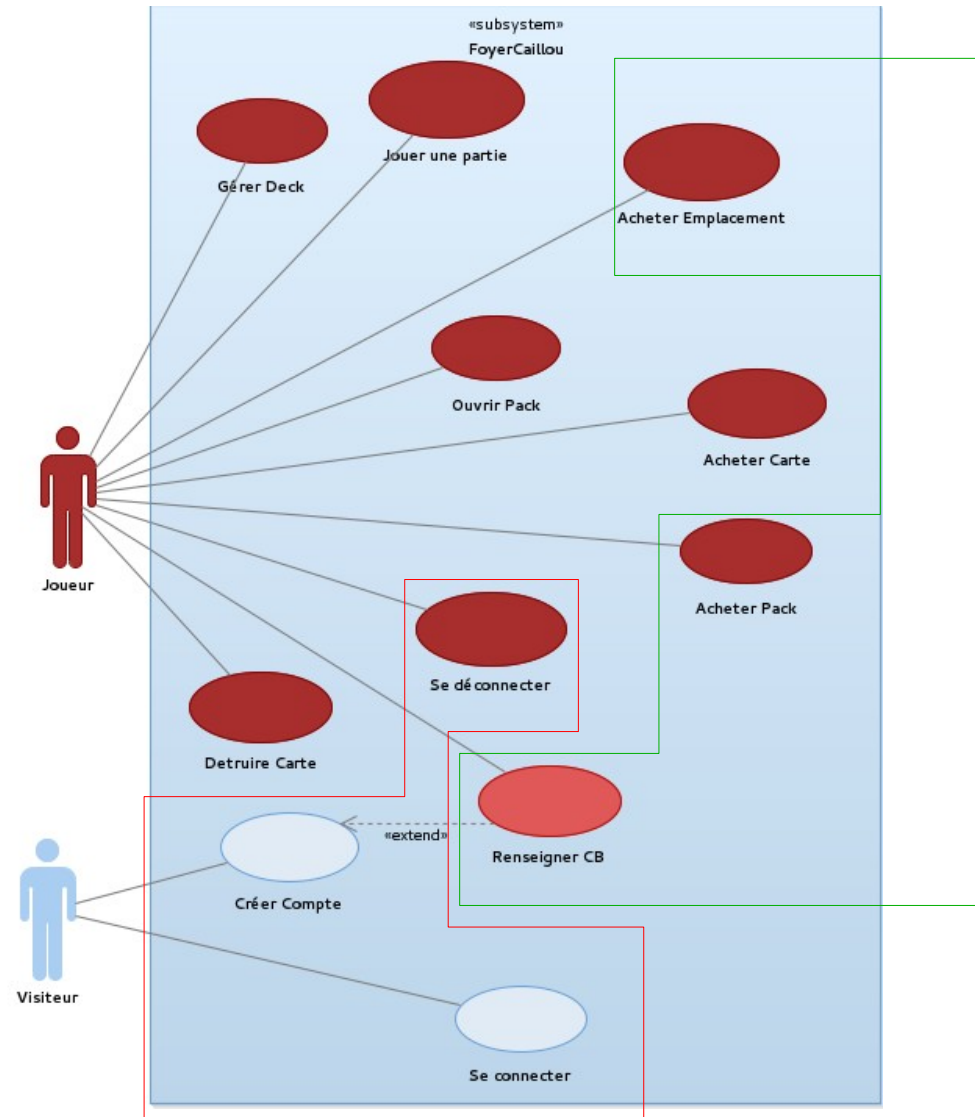 «subsystem»
FoyerCaillou
Jouer une partie
Gérer Deck
Acheter Emplacement
Ouvrir Pack
Acheter Carte
Joueur
Acheter Pack
Se déconnecter
Detruire Carte
«extend»
Renseigner CB
Créer Compte
Visiteur
Se connecter